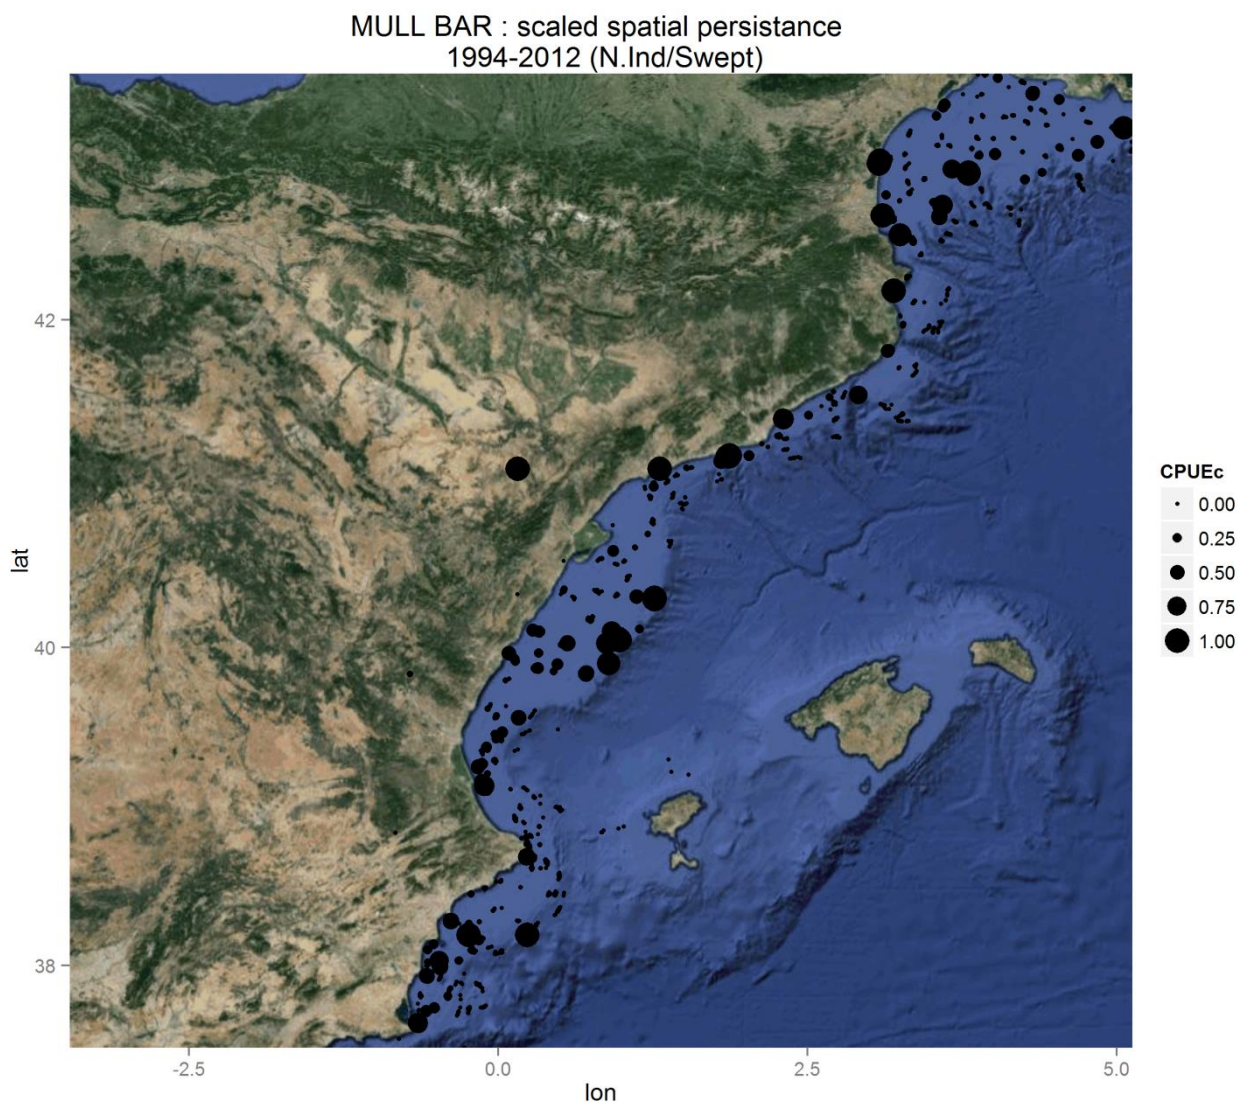 MULL BAR : scaled spatial persistance
1994-2012 (N.Ind/Swept)
lat
42
40
38
-2.5
0.0
2.5
5.0
lon
CPUEc
0.00
0.25
0.50
0.75
1.00